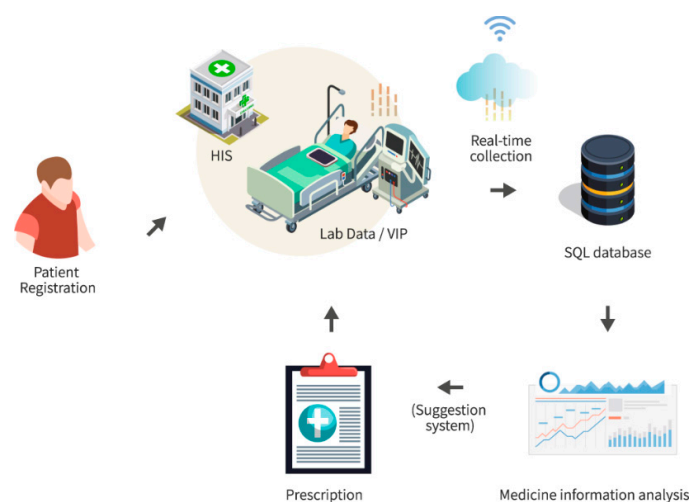 HIS
Lab Data / VIP
Real-time
collection
Patient
Registration
SQL database
(Suggestion
system)
Prescription
Medicine information analysis